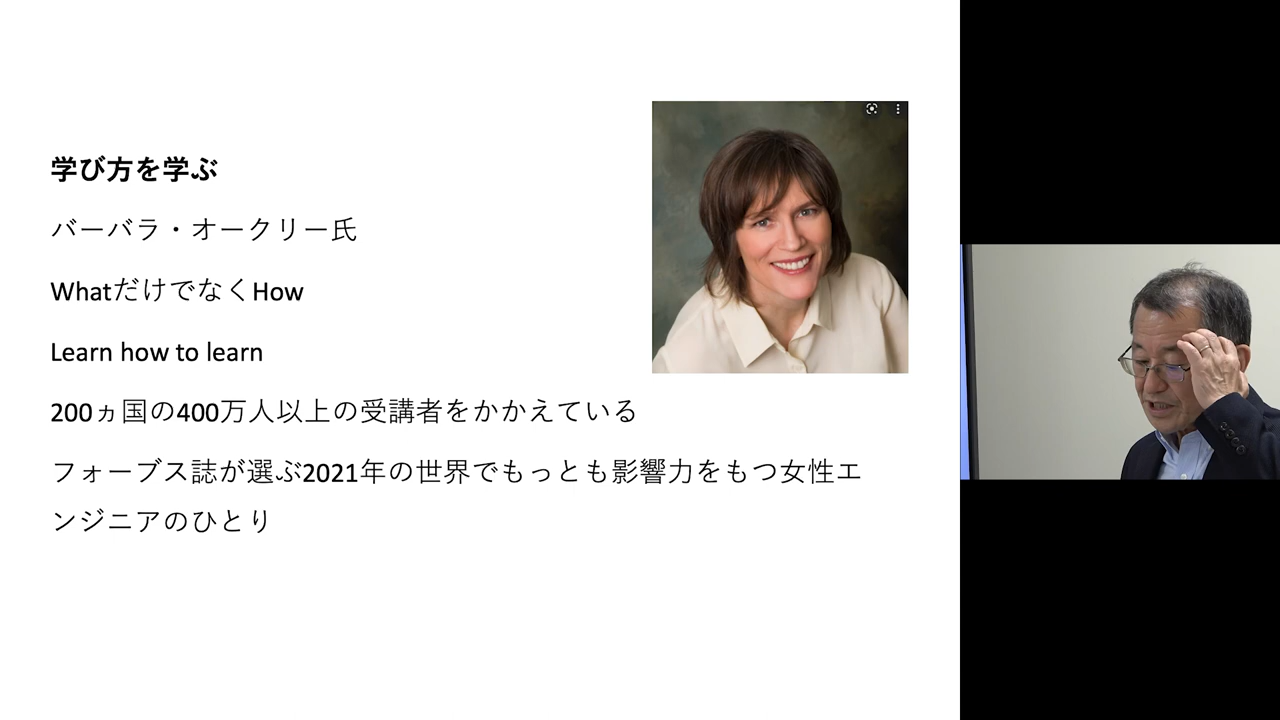 学び方を学ぶ
バーバラ・オークリー氏
WhatだけでなくHow
Learn how to learn
200ヵ国の400万人以上の受講者をかかえている
フォーブス誌が選ぶ2021年の世界でもっとも影響力をもつ女性エ
ンジニアのひとり